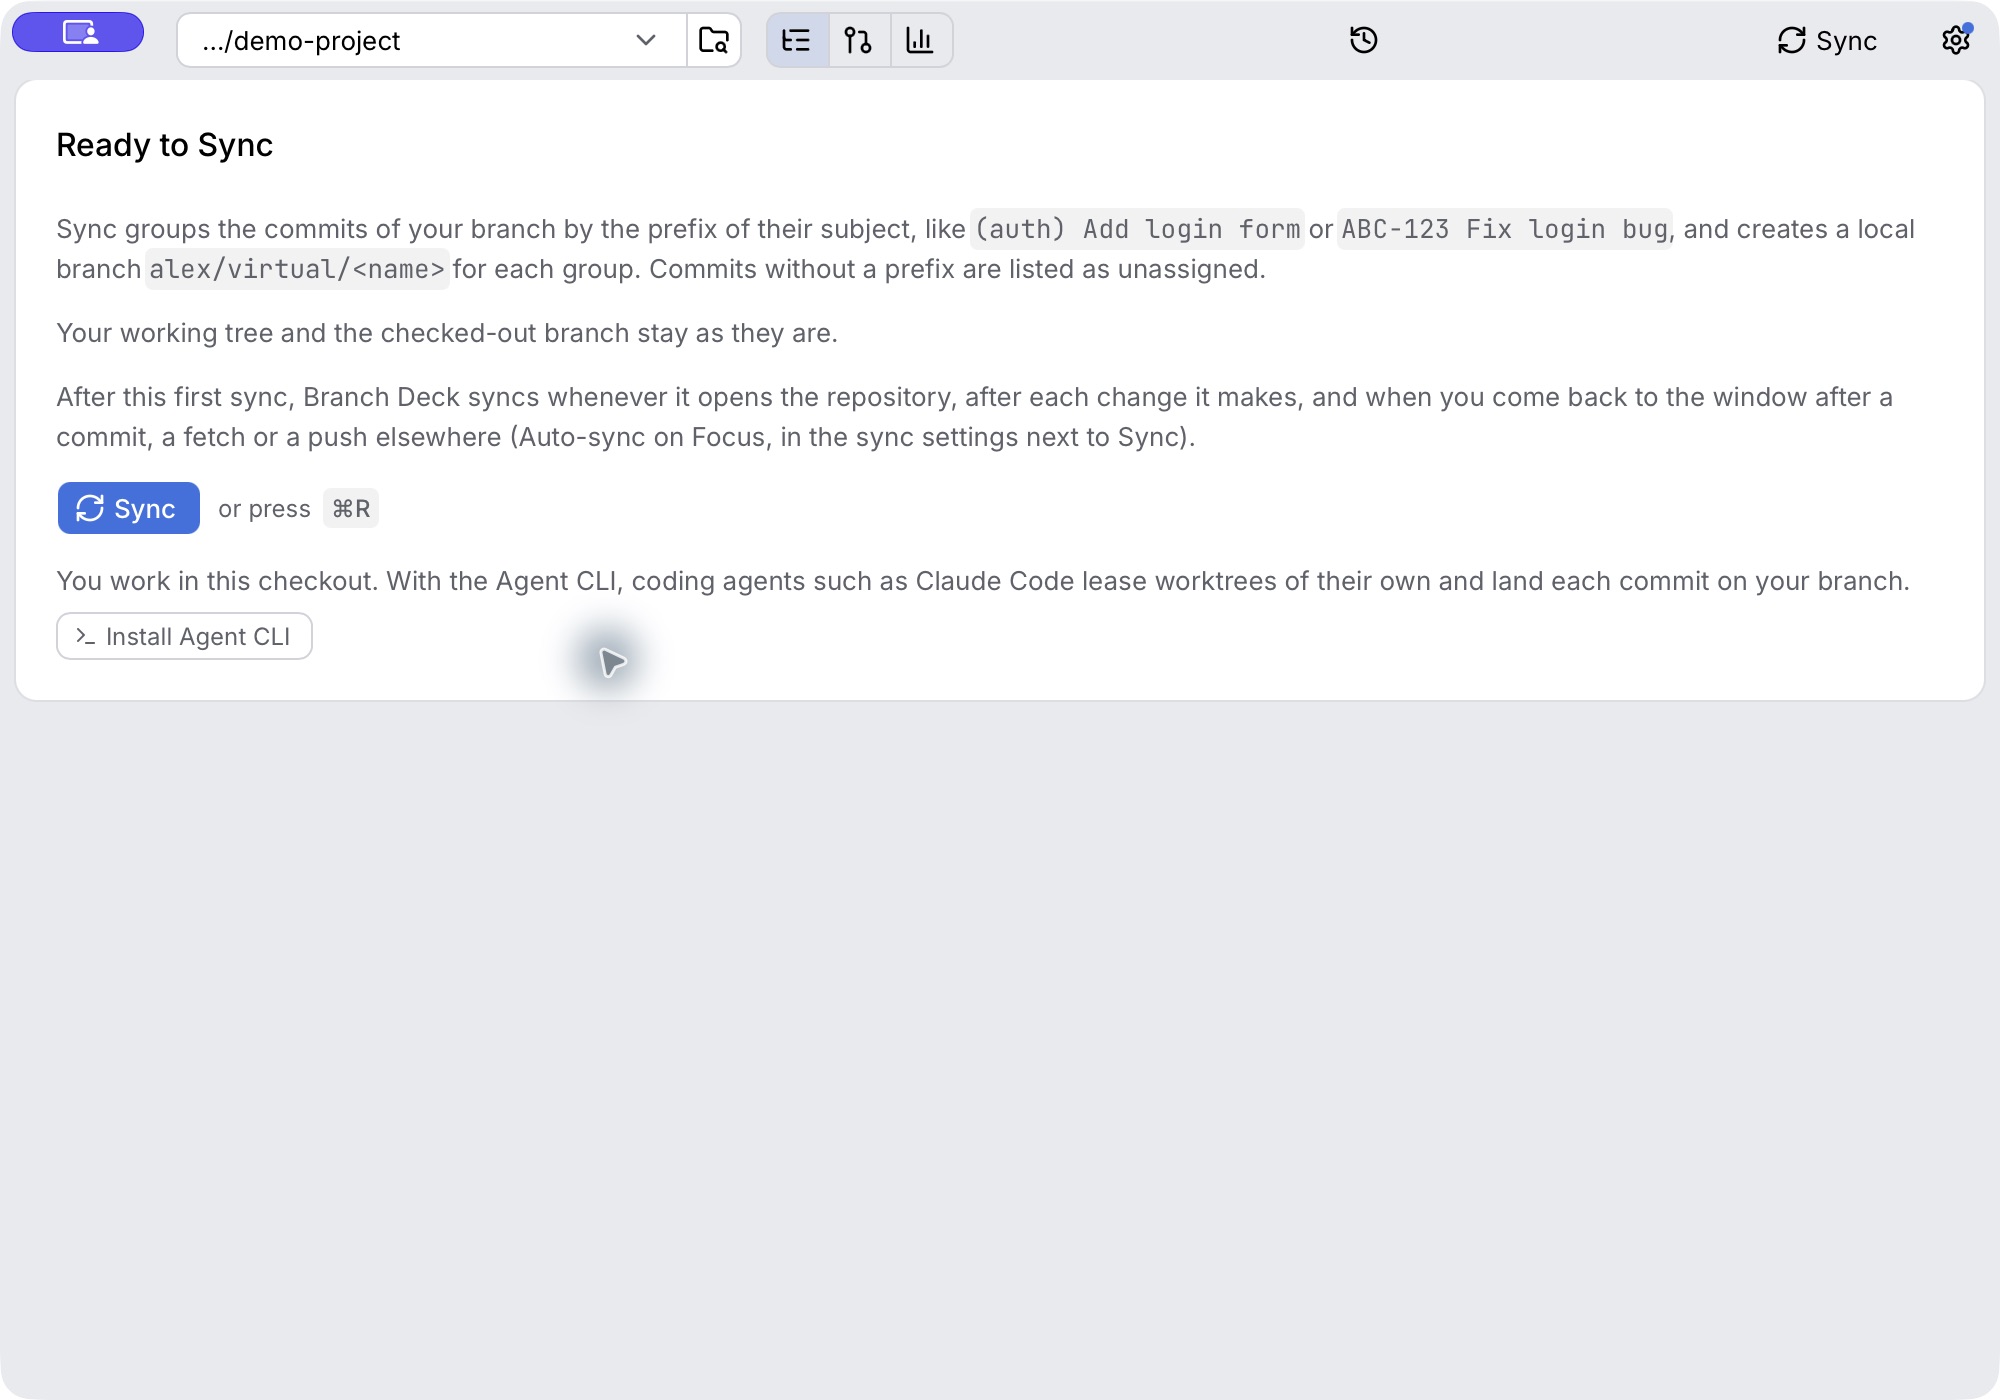 .../demo-project
Sync
Ready to Sync
Sync groups the commits of your branch by the prefix of their subject, like (auth) Add login form or ABC-123 Fix login bug, and creates a local
branch alex/virtual/<name> for each group. Commits without a prefix are listed as unassigned.
Your working tree and the checked-out branch stay as they are.
After this first sync, Branch Deck syncs whenever it opens the repository, after each change it makes, and when you come back to the window after a
commit, a fetch or a push elsewhere (Auto-sync on Focus, in the sync settings next to Sync).
Sync or press ⌘R
You work in this checkout. With the Agent CLI, coding agents such as Claude Code lease worktrees of their own and land each commit on your branch.
>_ Install Agent CLI